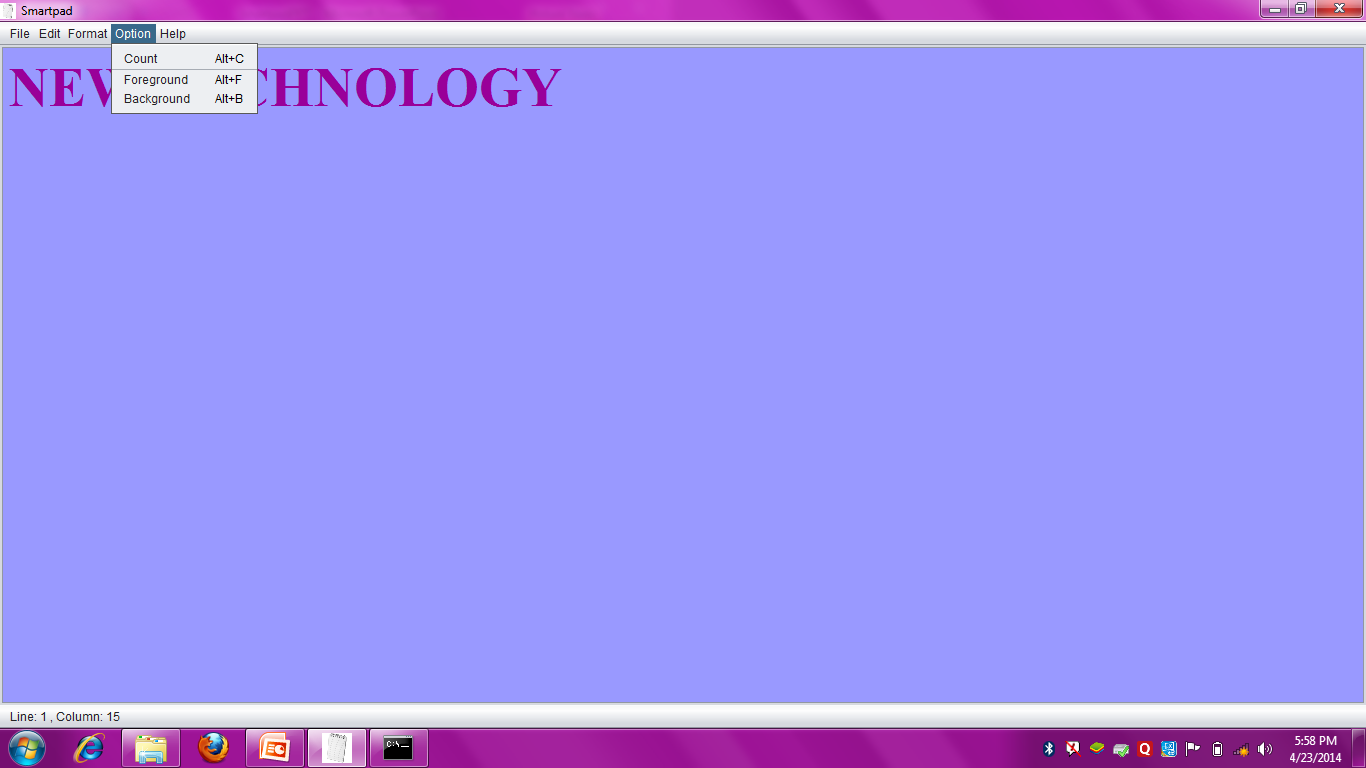 Smartpad
File Edit Format Option Help
Count Alt+C
Foreground Alt+F
Background Alt+B
CHNOLOGY
Line: 1 , Column: 15
C:\_
5:58 PM
4/23/2014